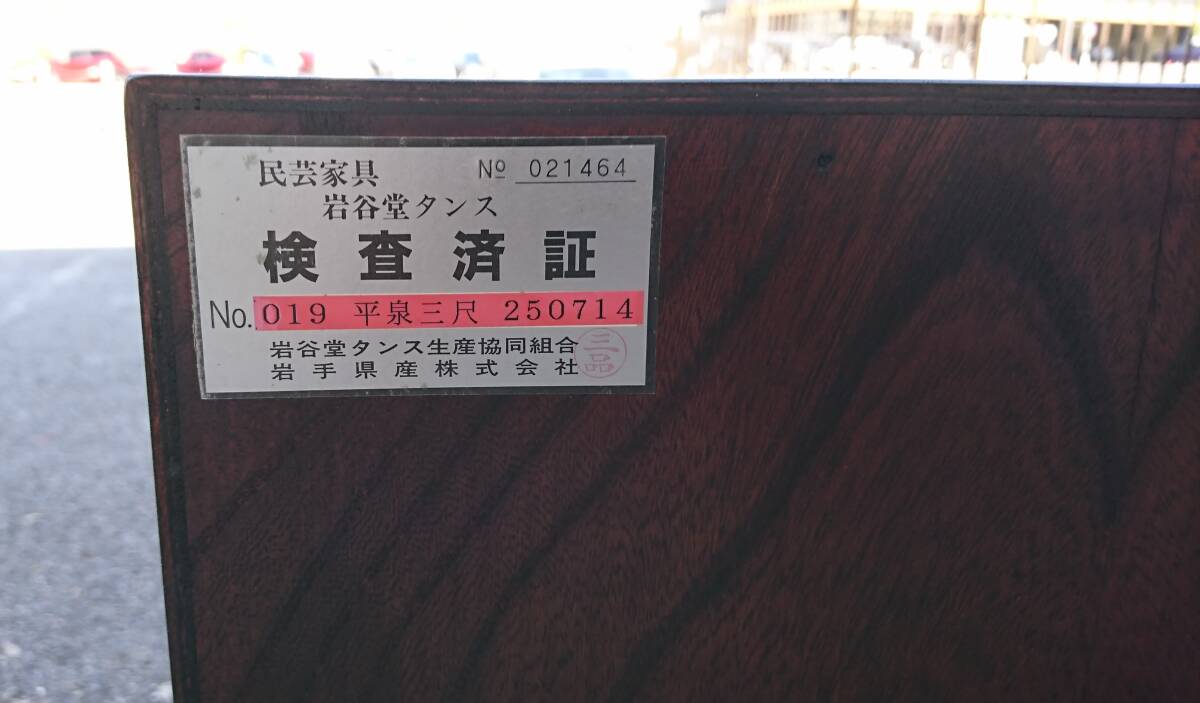 民芸家具 № 021464
岩谷堂タンス
検査済証
No. 019 平泉三尺 250714
岩谷堂タンス生産協同組合
岩手県産株式会社
三品